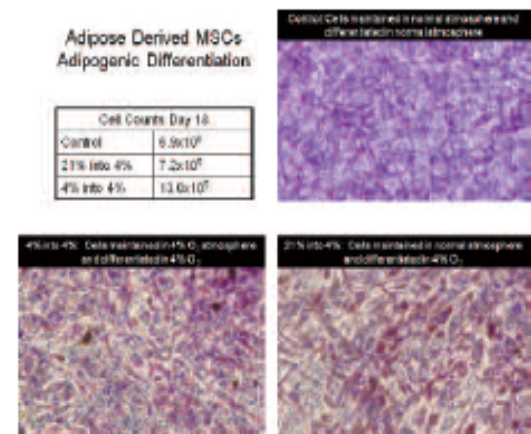 Adipose Derived MSCs
Adipogenic Differentiation
Control: Cells maintained in normal atmosphere and
differentiated in normal atmosphere
Cell Counts Day 18
Control
21% into 4%
4% into 4%
4% into 4%: Cells maintained in 4% O2 atmosphere
and differentiated in 4% O2
21% into 4%: Cells maintained in normal atmosphere
and differentiated in 4% O2